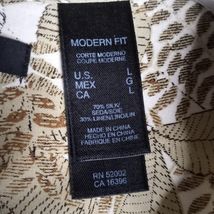 MODERN FIT
CORTE MODERNO
COUPE MODERNE
U.S. L
MEX G
CA L
70% SILK/
SEDA/SOIE
30% LINEN/LINO/LIN
MADE IN CHINA
HECHO EN CHINA
FABRIQUE EN CHINE
RN 52002
CA 16396